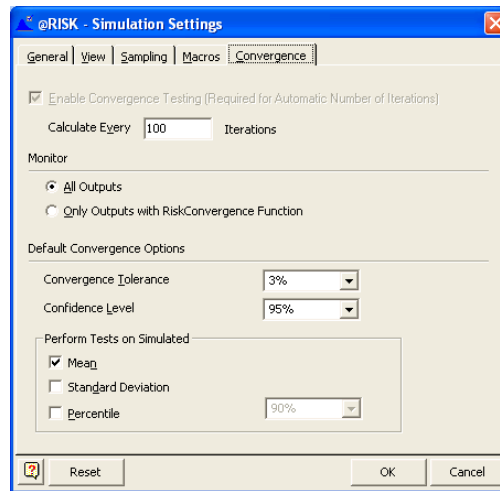 @RISK - Simulation Settings
General View Sampling Macros Convergence
Enable Convergence Testing (Required for Automatic Number of Iterations)
Calculate Every 100 Iterations
Monitor
All Outputs
Only Outputs with RiskConvergence Function
Default Convergence Options
Convergence Tolerance 3%
Confidence Level 95%
Perform Tests on Simulated
Mean
Standard Deviation
Percentile 90%
? Reset OK Cancel